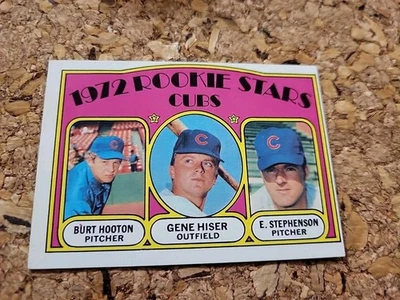 1972 ROOKIE STARS
CUBS
C
C
C
BURT HOOTON
PITCHER
GENE HISER
OUTFIELD
E. STEPHENSON
PITCHER